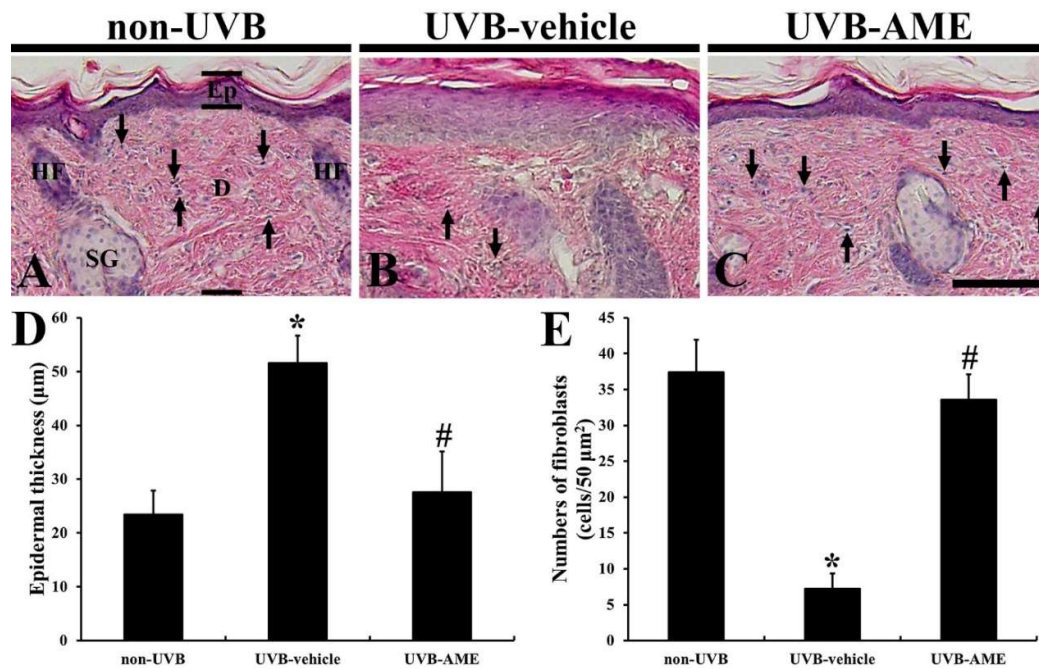 non-UVB UVB-vehicle UVB-AME
Ep
HF D HF
SG
A B C
D
Epidermal thickness (μm)
60
50
40
30
20
10
0
*
#
non-UVB UVB-vehicle UVB-AME
E
Numbers of fibroblasts
(cells/50 μm²)
45
40
35
30
25
20
15
10
5
0
*
#
non-UVB UVB-vehicle UVB-AME